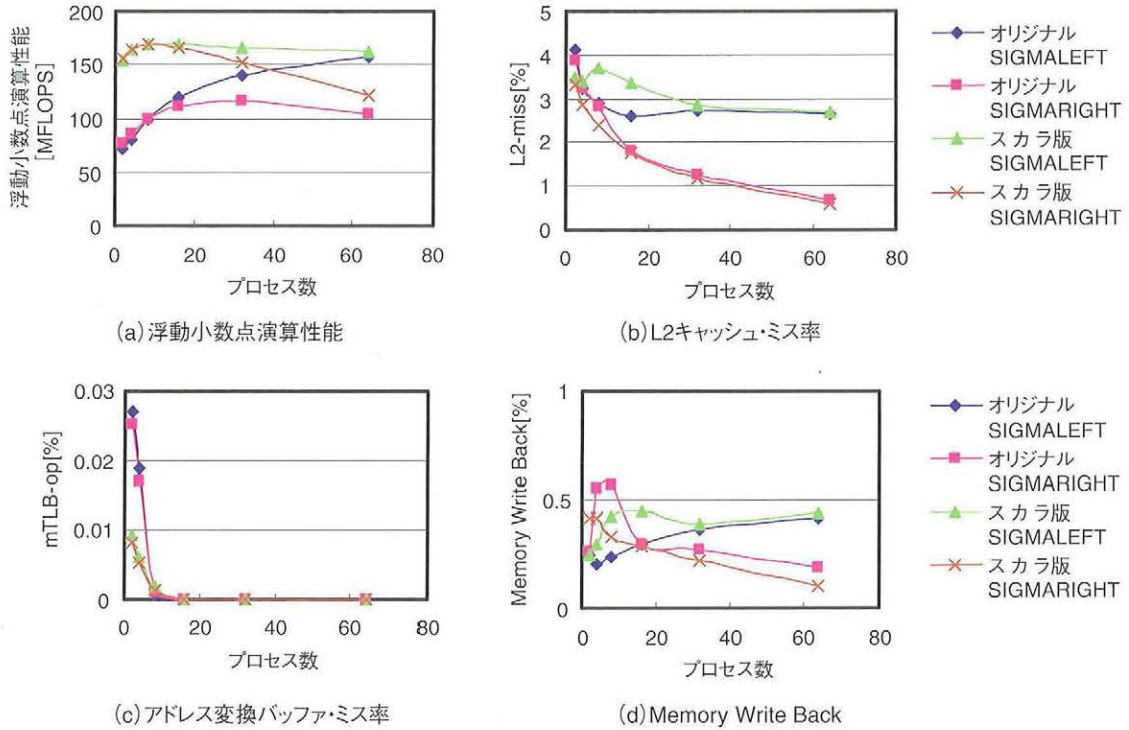 浮動小数点演算性能
[MFLOPS]
200
150
100
50
0
0 20 40 60 80
プロセス数
(a)浮動小数点演算性能
L2-miss[%]
5
4
3
2
1
0
0 20 40 60 80
プロセス数
(b)L2キャッシュ・ミス率
オリジナル
SIGMALEFT
オリジナル
SIGMARIGHT
スカラ版
SIGMALEFT
スカラ版
SIGMARIGHT
mTLB-op[%]
0.03
0.02
0.01
0
0 20 40 60 80
プロセス数
(c)アドレス変換バッファ・ミス率
Memory Write Back[%]
1
0.5
0
0 20 40 60 80
プロセス数
(d)Memory Write Back
オリジナル
SIGMALEFT
オリジナル
SIGMARIGHT
スカラ版
SIGMALEFT
スカラ版
SIGMARIGHT